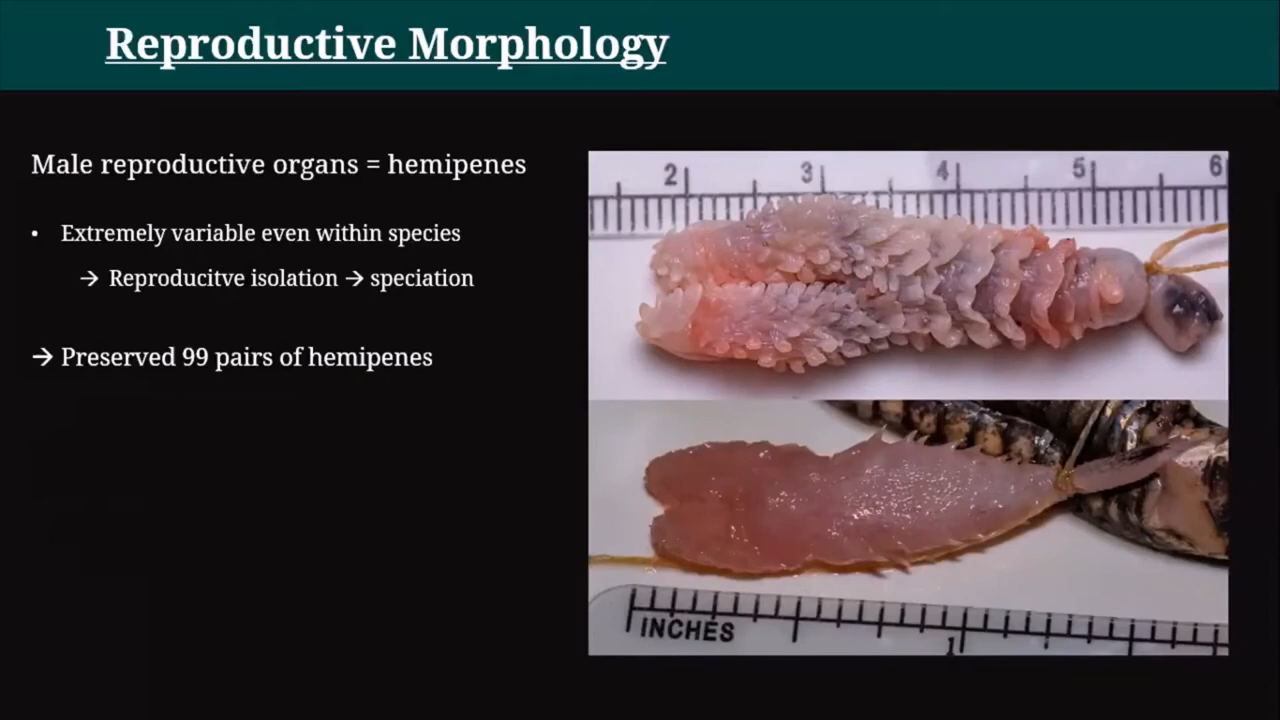 Reproductive Morphology
Male reproductive organs = hemipenes
• Extremely variable even within species
→ Reproducitve isolation → speciation
→ Preserved 99 pairs of hemipenes
2 3 4 5 6
INCHES
1